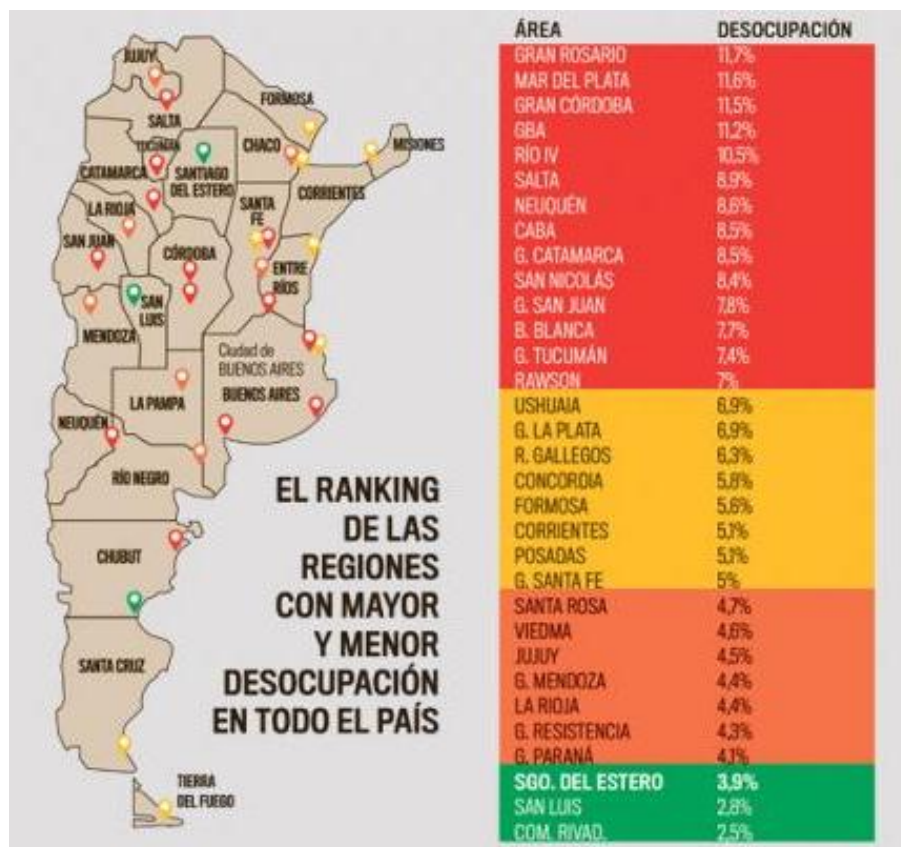 JUJUY
SALTA
FORMOSA
CHACO
MISIONES
TUCUMÁN
CATAMARCA
SANTIAGO
DEL ESTERO
CORRIENTES
LA RIOJA
SANTA
FE
SAN JUAN
CÓRDOBA
ENTRE
RÍOS
SAN
LUIS
MENDOZA
Ciudad de
BUENOS AIRES
BUENOS AIRES
LA PAMPA
NEUQUÉN
RÍO NEGRO
CHUBUT
SANTA CRUZ
TIERRA
DEL FUEGO
EL RANKING
DE LAS
REGIONES
CON MAYOR
Y MENOR
DESOCUPACIÓN
EN TODO EL PAÍS
ÁREA DESOCUPACIÓN
GRAN ROSARIO 11,7%
MAR DEL PLATA 11,6%
GRAN CÓRDOBA 11,5%
GBA 11,2%
RÍO IV 10,5%
SALTA 8,9%
NEUQUÉN 8,6%
CABA 8,5%
G. CATAMARCA 8,5%
SAN NICOLÁS 8,4%
G. SAN JUAN 7,8%
B. BLANCA 7,7%
G. TUCUMÁN 7,4%
RAWSON 7%
USHUAIA 6,9%
G. LA PLATA 6,9%
R. GALLEGOS 6,3%
CONCORDIA 5,8%
FORMOSA 5,6%
CORRIENTES 5,1%
POSADAS 5,1%
G. SANTA FE 5%
SANTA ROSA 4,7%
VIEDMA 4,6%
JUJUY 4,5%
G. MENDOZA 4,4%
LA RIOJA 4,4%
G. RESISTENCIA 4,3%
G. PARANÁ 4,1%
SGO. DEL ESTERO 3,9%
SAN LUIS 2,8%
COM. RIVAD. 2,5%